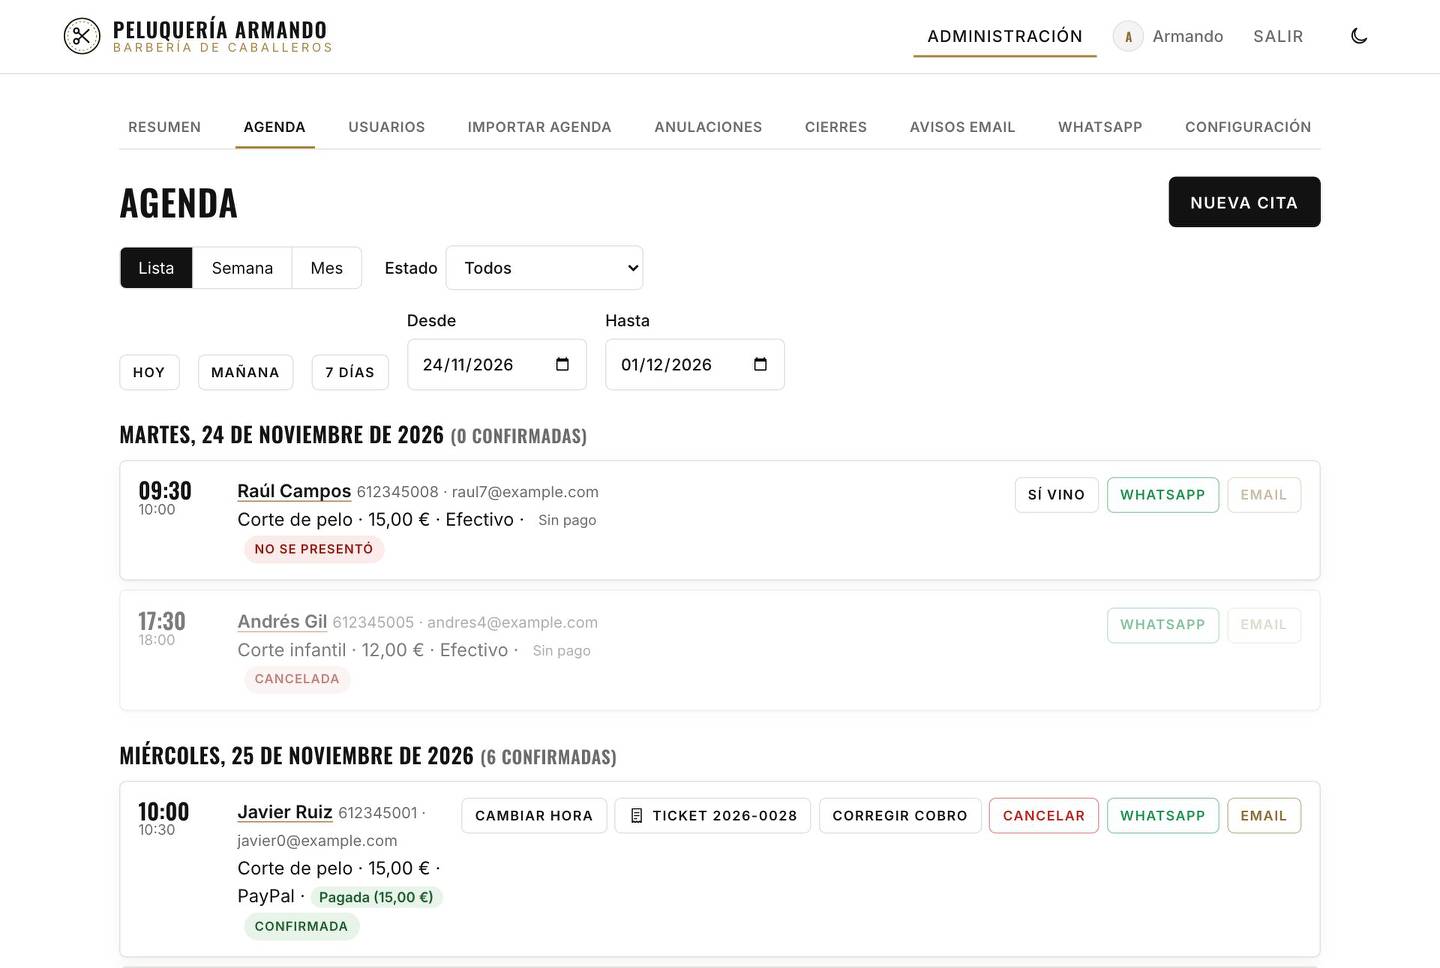 PELUQUERÍA ARMANDO
BARBERÍA DE CABALLEROS
ADMINISTRACIÓN
A
Armando
SALIR
RESUMEN
AGENDA
USUARIOS
IMPORTAR AGENDA
ANULACIONES
CIERRES
AVISOS EMAIL
WHATSAPP
CONFIGURACIÓN
AGENDA
NUEVA CITA
Lista
Semana
Mes
Estado
Todos
HOY
MAÑANA
7 DÍAS
Desde
24/11/2026
Hasta
01/12/2026
MARTES, 24 DE NOVIEMBRE DE 2026 (0 CONFIRMADAS)
09:30
10:00
Raúl Campos 612345008 · raul7@example.com
Corte de pelo · 15,00 € · Efectivo · Sin pago
NO SE PRESENTÓ
SÍ VINO
WHATSAPP
EMAIL
17:30
18:00
Andrés Gil 612345005 · andres4@example.com
Corte infantil · 12,00 € · Efectivo · Sin pago
CANCELADA
WHATSAPP
EMAIL
MIÉRCOLES, 25 DE NOVIEMBRE DE 2026 (6 CONFIRMADAS)
10:00
10:30
Javier Ruiz 612345001 ·
javier0@example.com
Corte de pelo · 15,00 € ·
PayPal · Pagada (15,00 €)
CONFIRMADA
CAMBIAR HORA
TICKET 2026-0028
CORREGIR COBRO
CANCELAR
WHATSAPP
EMAIL